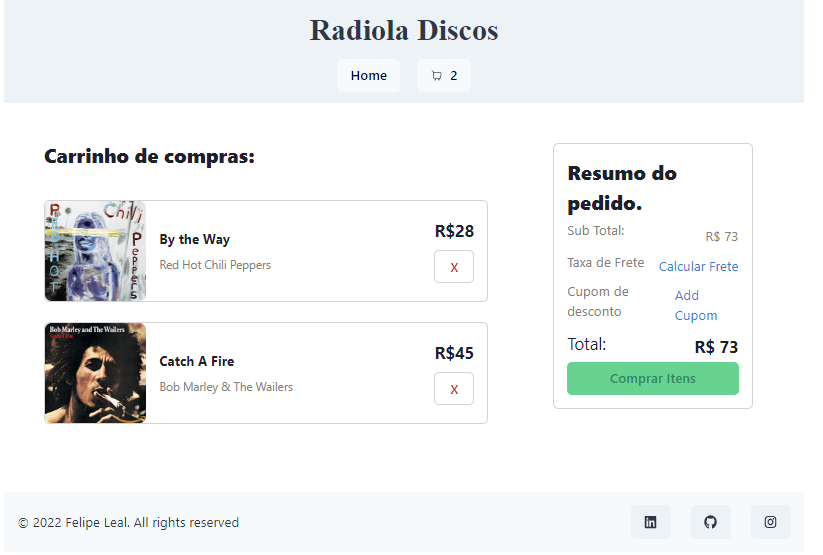 Radiola Discos
Home
2
Carrinho de compras:
Red Hot
Chili
Peppers
By the Way
Red Hot Chili Peppers
R$28
X
Bob Marley and The Wailers
Catch A Fire
Bob Marley & The Wailers
R$45
X
Resumo do
pedido.
Sub Total:
R$ 73
Taxa de Frete
Calcular Frete
Cupom de
desconto
Add
Cupom
Total:
R$ 73
Comprar Itens
© 2022 Felipe Leal. All rights reserved